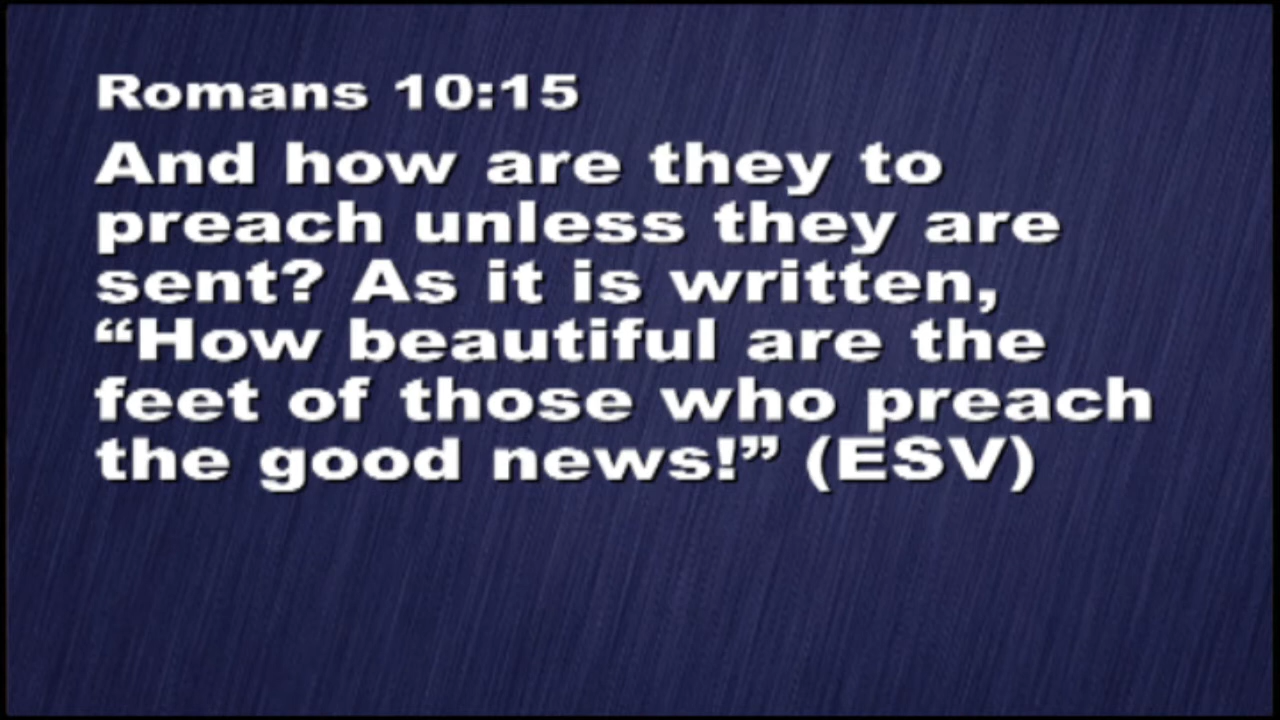 Romans 10:15
And how are they to
preach unless they are
sent? As it is written,
“How beautiful are the
feet of those who preach
the good news!” (ESV)